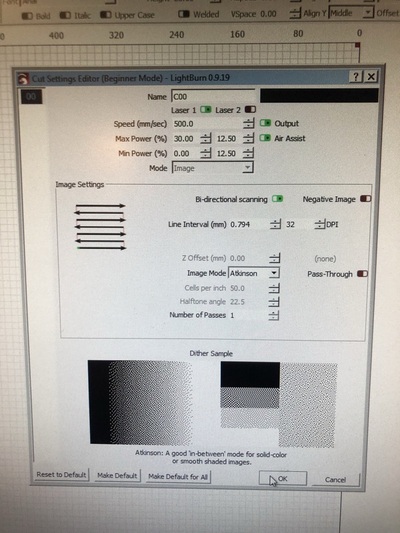 Bold Italic Upper Case Welded VSpace 0.00 Align Y Middle Offset
400 320 240 160 80 0
Cut Settings Editor (Beginner Mode) - LightBurn 0.9.19
00 Name C00
Laser 1 Laser 2
Speed (mm/sec) 500.0 Output
Max Power (%) 30.00 12.50 Air Assist
Min Power (%) 0.00 12.50
Mode Image
Image Settings
Bi-directional scanning Negative Image
Line Interval (mm) 0.794 32 DPI
Z Offset (mm) 0.00 (none)
Image Mode Atkinson Pass-Through
Cells per inch 50.0
Halftone angle 22.5
Number of Passes 1
Dither Sample
Atkinson: A good 'in-between' mode for solid-color
or smooth shaded images.
Reset to Default Make Default Make Default for All OK Cancel